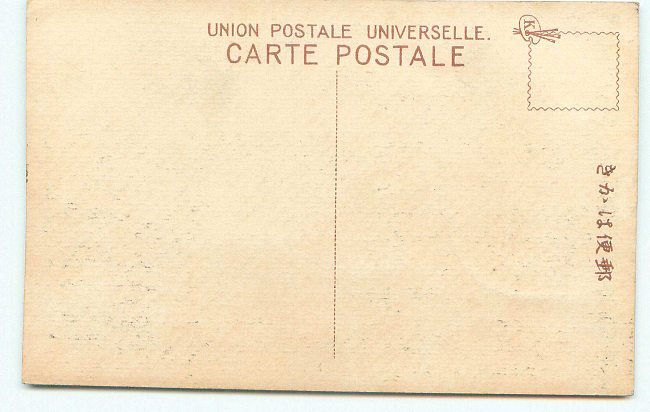 UNION POSTALE UNIVERSELLE.
CARTE POSTALE
K
きかは便郵